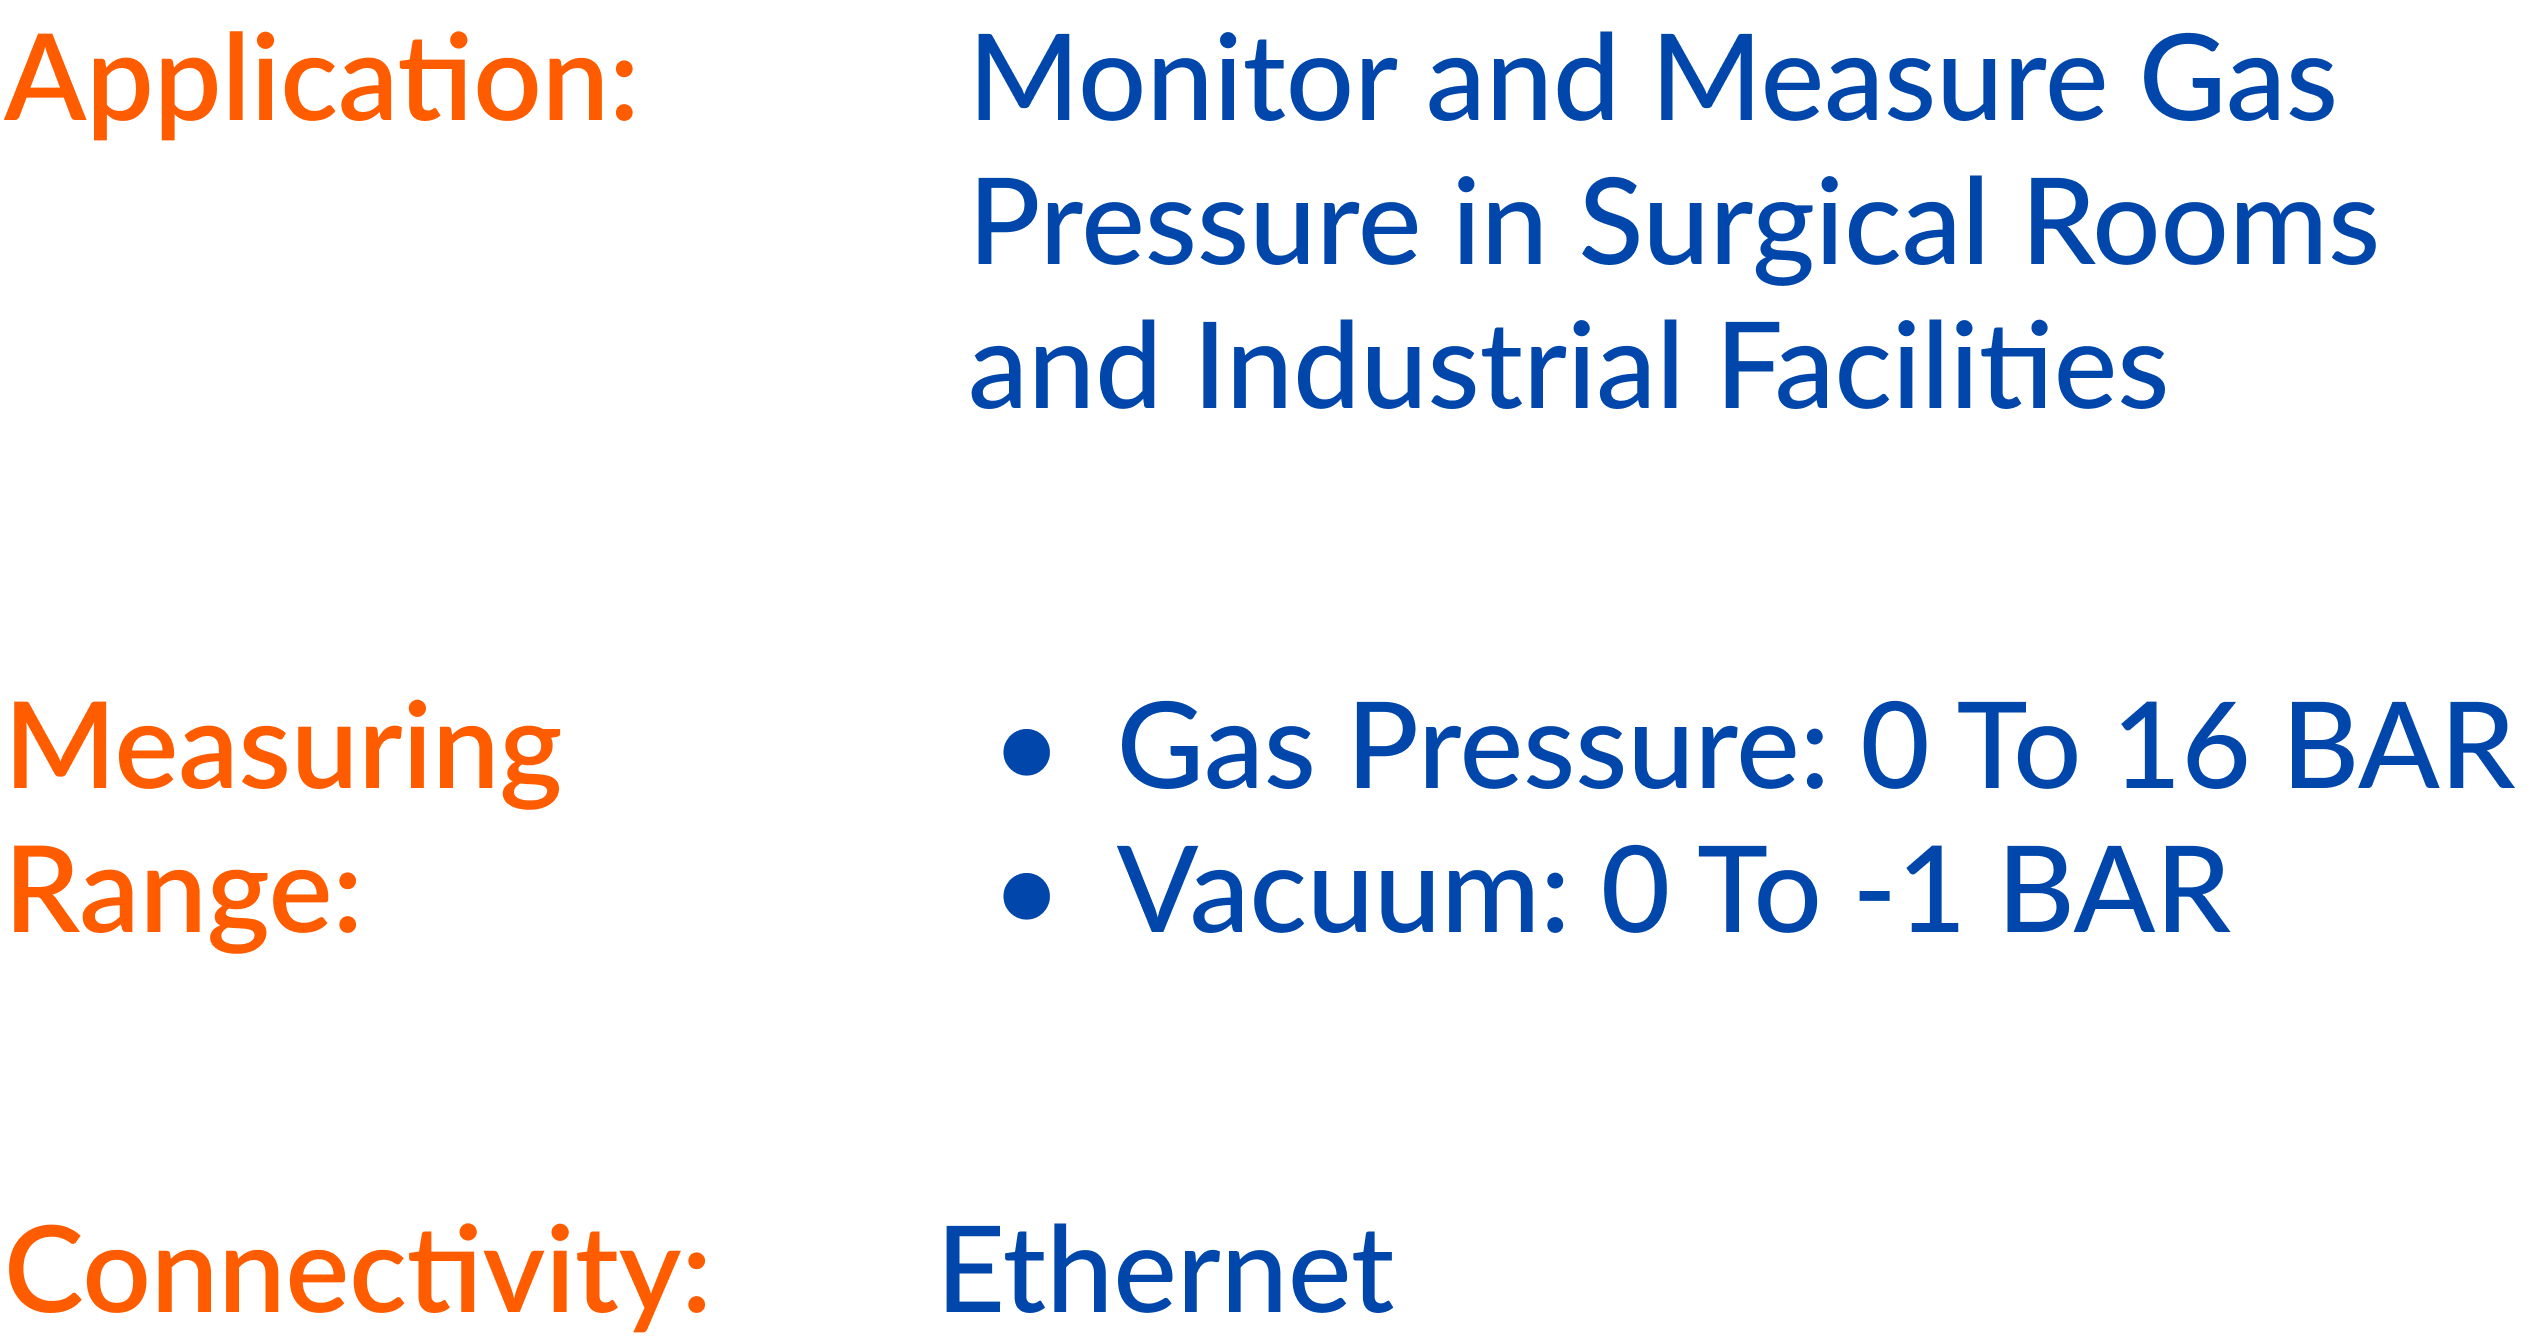 Application: Monitor and Measure Gas
Pressure in Surgical Rooms
and Industrial Facilities
Measuring • Gas Pressure: 0 To 16 BAR
Range: • Vacuum: 0 To -1 BAR
Connectivity: Ethernet